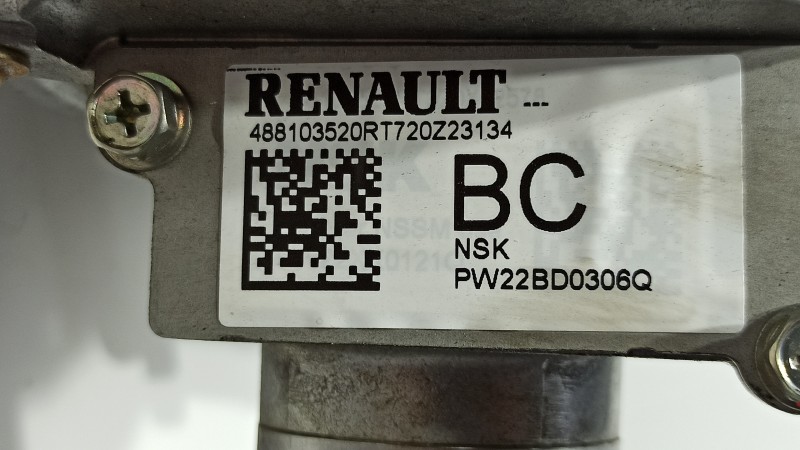 RENAULT ...
488103520RT720Z23134
BC
NSK
PW22BD0306Q